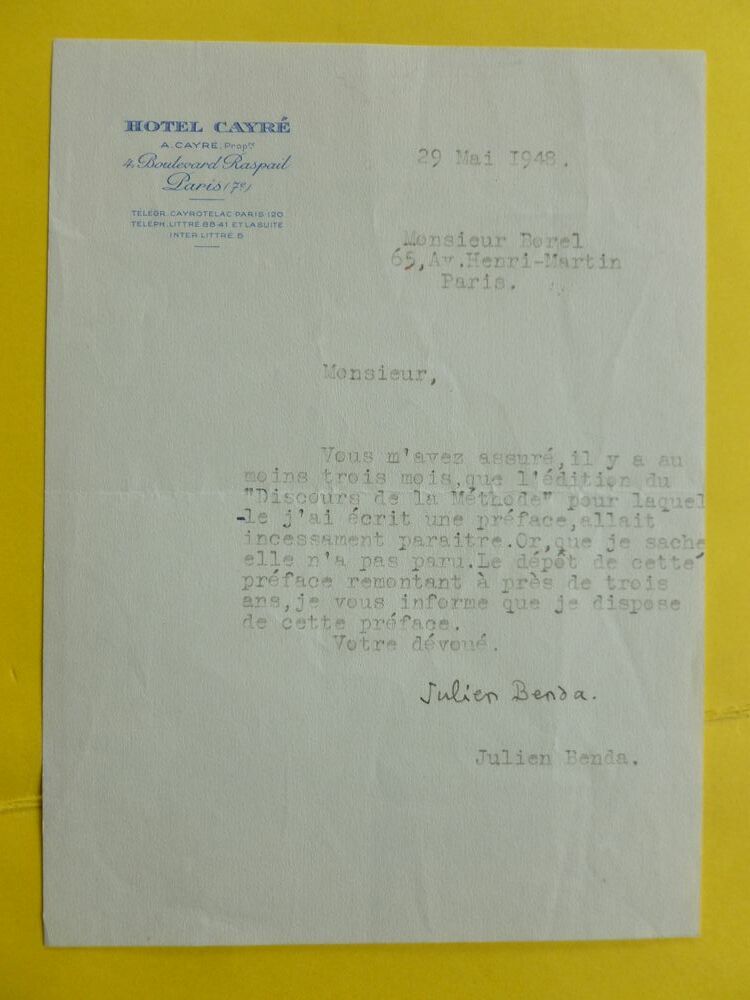 HOTEL CAYRÉ
A. CAYRE, Propre
4, Boulevard Raspail
Paris (7e)
TELEGR. CAYROTELAC PARIS 120
TELEPH. LITTRÉ 88-41 ET LA SUITE
INTER LITTRÉ 5
29 Mai I948.
Monsieur Borel
65,Av.Henri-Martin
Paris.
Monsieur,
Vous m'avez assuré,il y a au
moins trois mois,que l'édition du
"Discours de la Méthode" pour laquel
-le j'ai écrit une préface,allait
incessament paraitre.Or,que je sache
elle n'a pas paru.Le dépôt de cette
préface remontant à près de trois
ans,je vous informe que je dispose
de cette préface.
Votre dévoué.
Julien Benda.
Julien Benda.